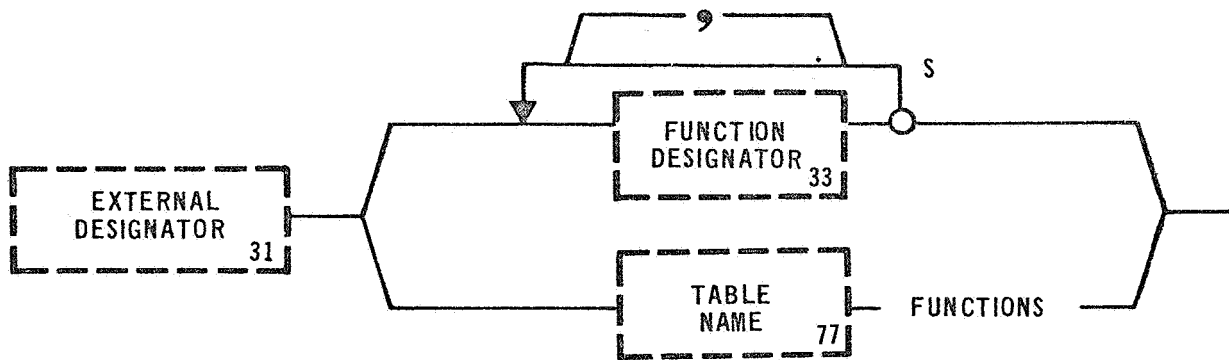 ,
S
FUNCTION
DESIGNATOR
33
EXTERNAL
DESIGNATOR
31
TABLE
NAME
77
FUNCTIONS